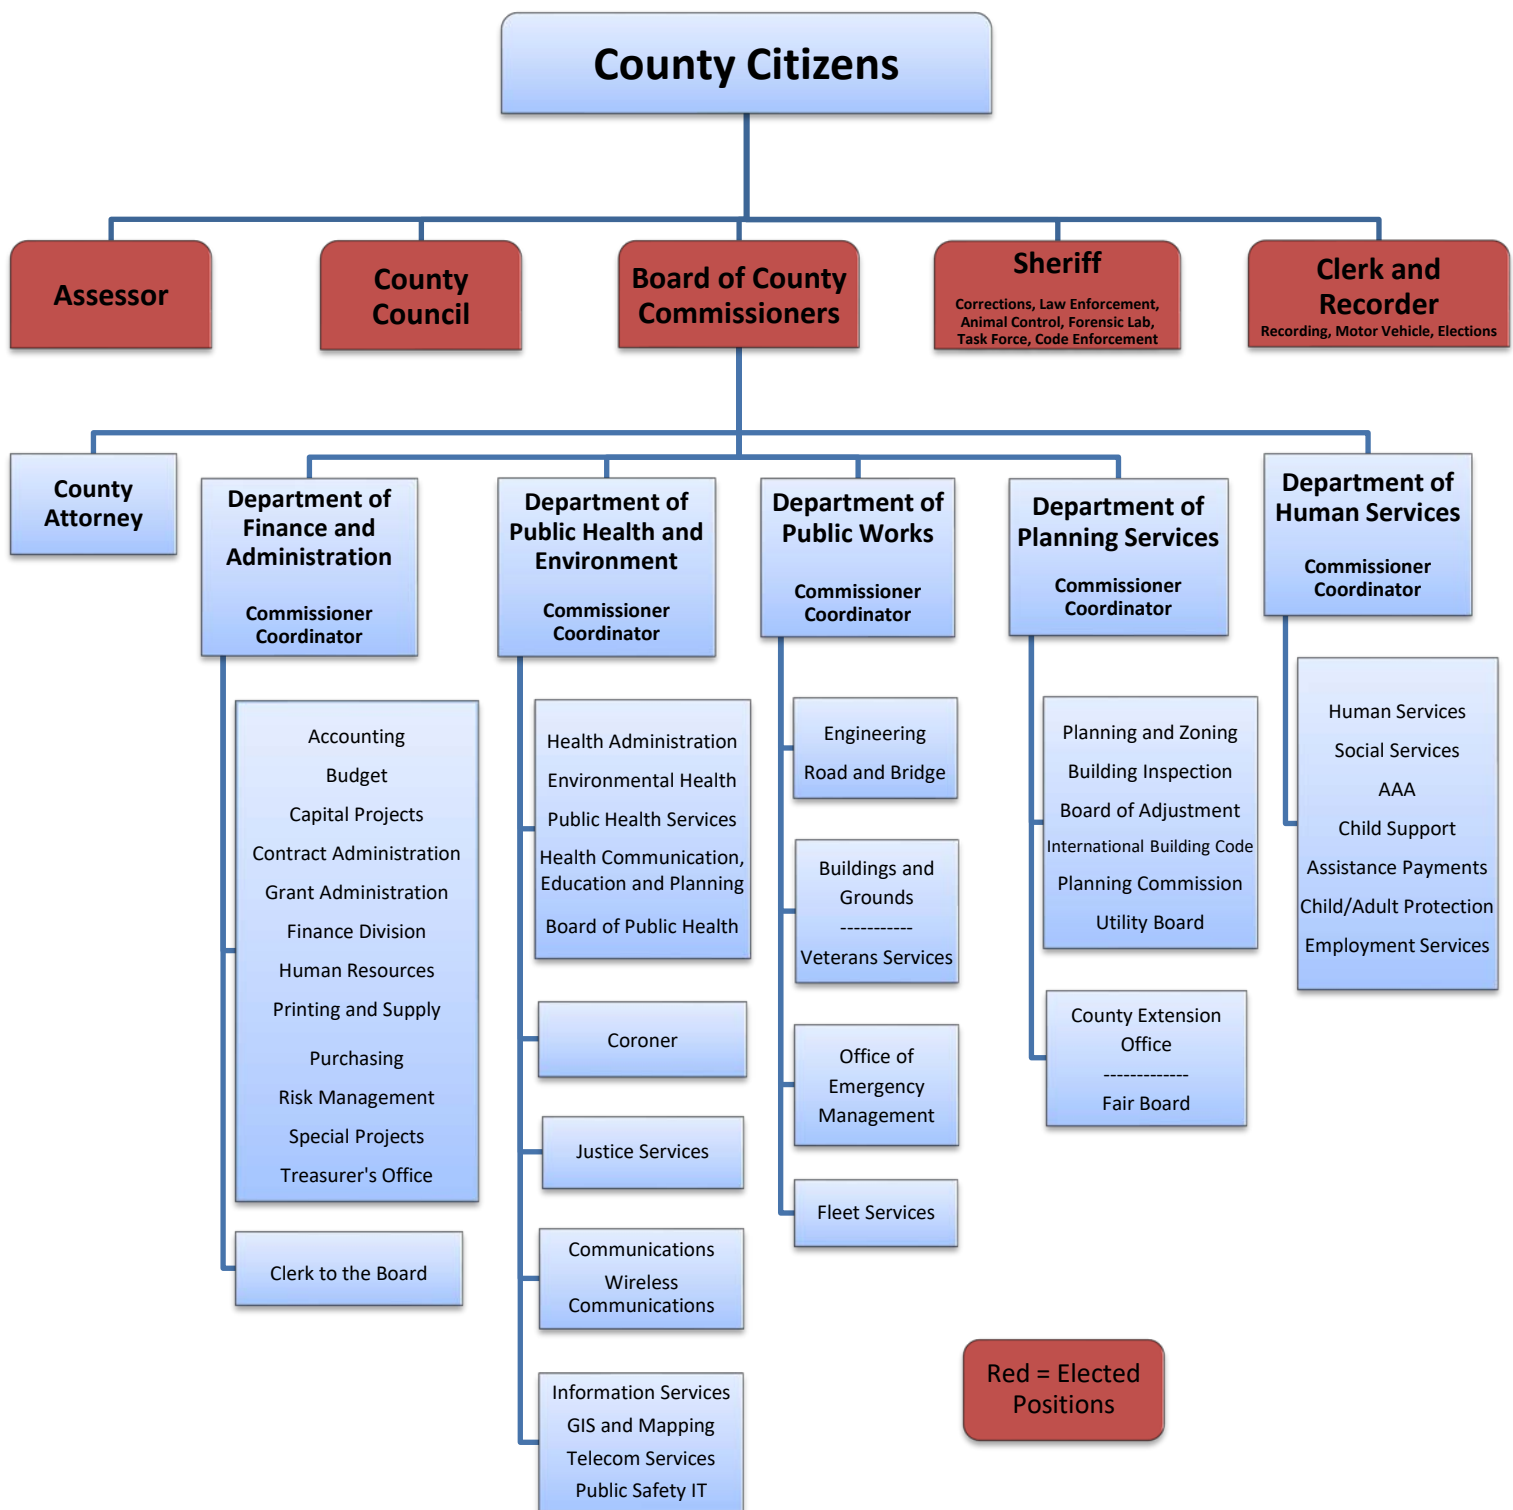 County Citizens
Assessor
County
Council
Board of County
Commissioners
Sheriff
Corrections, Law Enforcement,
Animal Control, Forensic Lab,
Task Force, Code Enforcement
Clerk and
Recorder
Recording, Motor Vehicle, Elections
County
Attorney
Department of
Finance and
Administration
Commissioner
Coordinator
Department of
Public Health and
Environment
Commissioner
Coordinator
Department of
Public Works
Commissioner
Coordinator
Department of
Planning Services
Commissioner
Coordinator
Department of
Human Services
Commissioner
Coordinator
Accounting
Budget
Capital Projects
Contract Administration
Grant Administration
Finance Division
Human Resources
Printing and Supply
Purchasing
Risk Management
Special Projects
Treasurer's Office
Clerk to the Board
Health Administration
Environmental Health
Public Health Services
Health Communication,
Education and Planning
Board of Public Health
Coroner
Justice Services
Communications
Wireless
Communications
Information Services
GIS and Mapping
Telecom Services
Public Safety IT
Engineering
Road and Bridge
Buildings and
Grounds
-----------
Veterans Services
Office of
Emergency
Management
Fleet Services
Planning and Zoning
Building Inspection
Board of Adjustment
International Building Code
Planning Commission
Utility Board
County Extension
Office
-------------
Fair Board
Human Services
Social Services
AAA
Child Support
Assistance Payments
Child/Adult Protection
Employment Services
Red = Elected
Positions